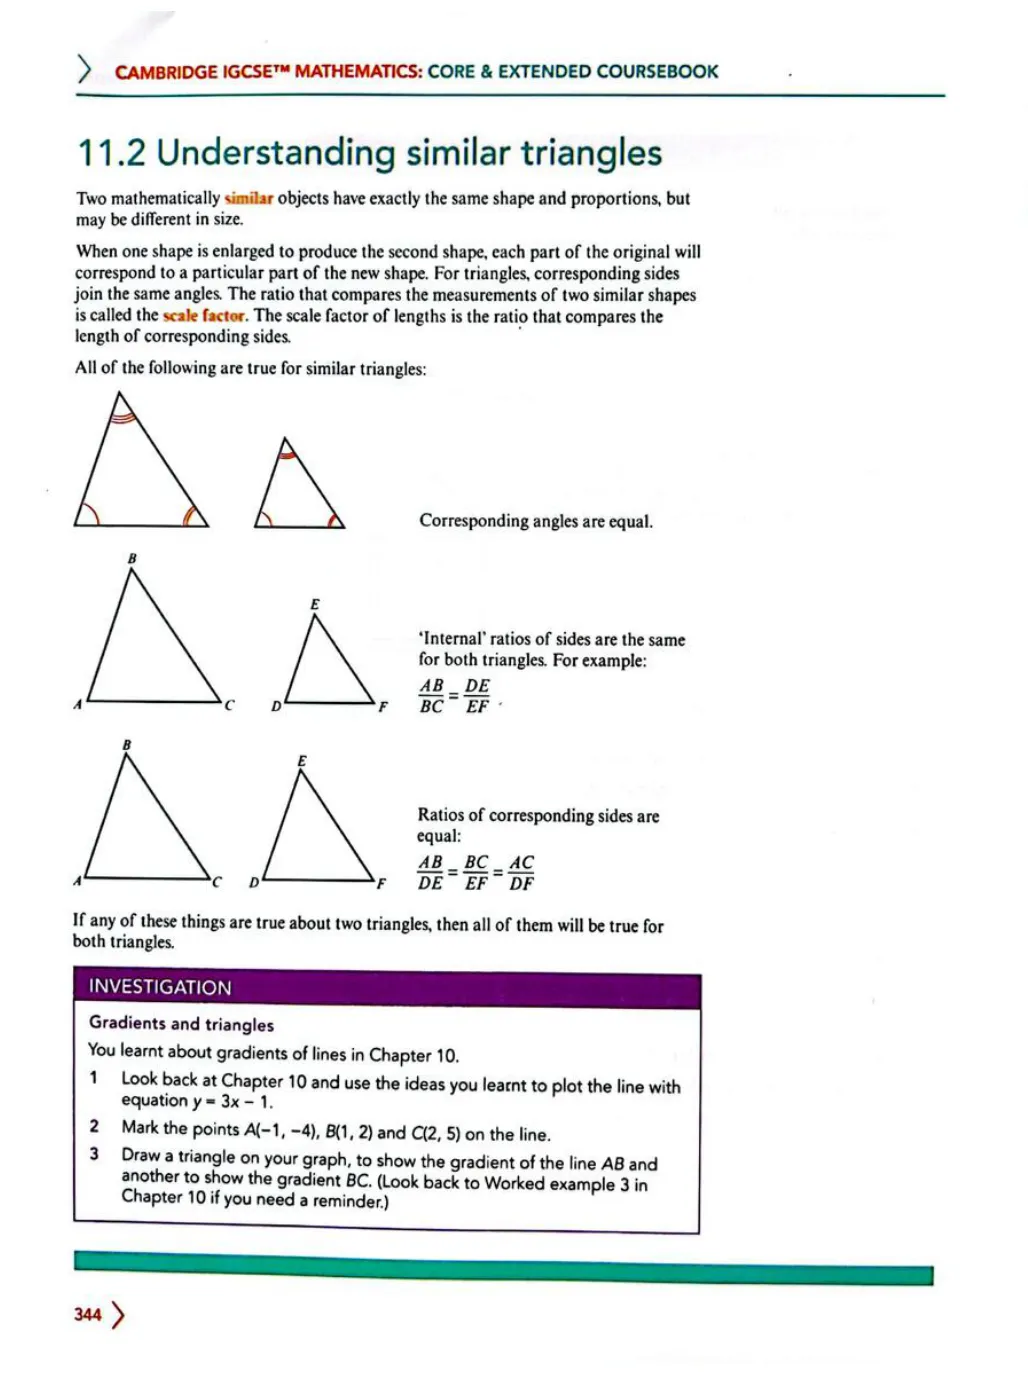 CAMBRIDGE IGCSE™ MATHEMATICS: CORE & EXTENDED COURSEBOOK
11.2 Understanding similar triangles
Two mathematically similar objects have exactly the same shape and proportions, but
may be different in size.
When one shape is enlarged to produce the second shape, each part of the original will
correspond to a particular part of the new shape. For triangles, corresponding sides
join the same angles. The ratio that compares the measurements of two similar shapes
is called the scale factor. The scale factor of lengths is the ratio that compares the
length of corresponding sides.
All of the following are true for similar triangles:
Corresponding angles are equal.
B
E
A
C
D
F
'Internal' ratios of sides are the same
for both triangles. For example:
AB/BC = DE/EF
B
E
A
C
D
F
Ratios of corresponding sides are
equal:
AB/DE = BC/EF = AC/DF
If any of these things are true about two triangles, then all of them will be true for
both triangles.
INVESTIGATION
Gradients and triangles
You learnt about gradients of lines in Chapter 10.
1 Look back at Chapter 10 and use the ideas you learnt to plot the line with
equation y = 3x − 1.
2 Mark the points A(−1, −4), B(1, 2) and C(2, 5) on the line.
3 Draw a triangle on your graph, to show the gradient of the line AB and
another to show the gradient BC. (Look back to Worked example 3 in
Chapter 10 if you need a reminder.)
344